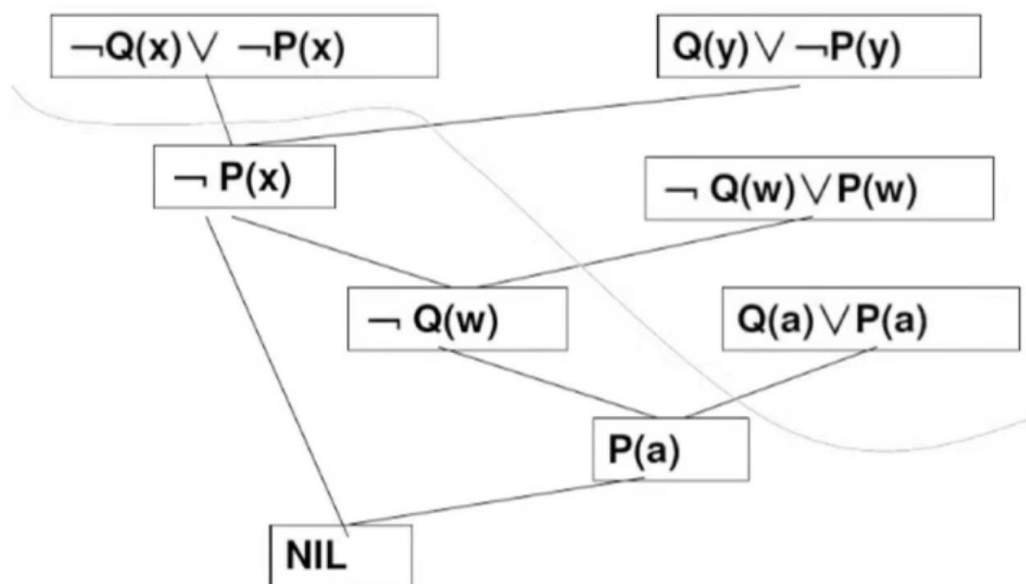 ¬Q(x)∨ ¬P(x)
Q(y)∨¬P(y)
¬ P(x)
¬ Q(w)∨P(w)
¬ Q(w)
Q(a)∨P(a)
P(a)
NIL